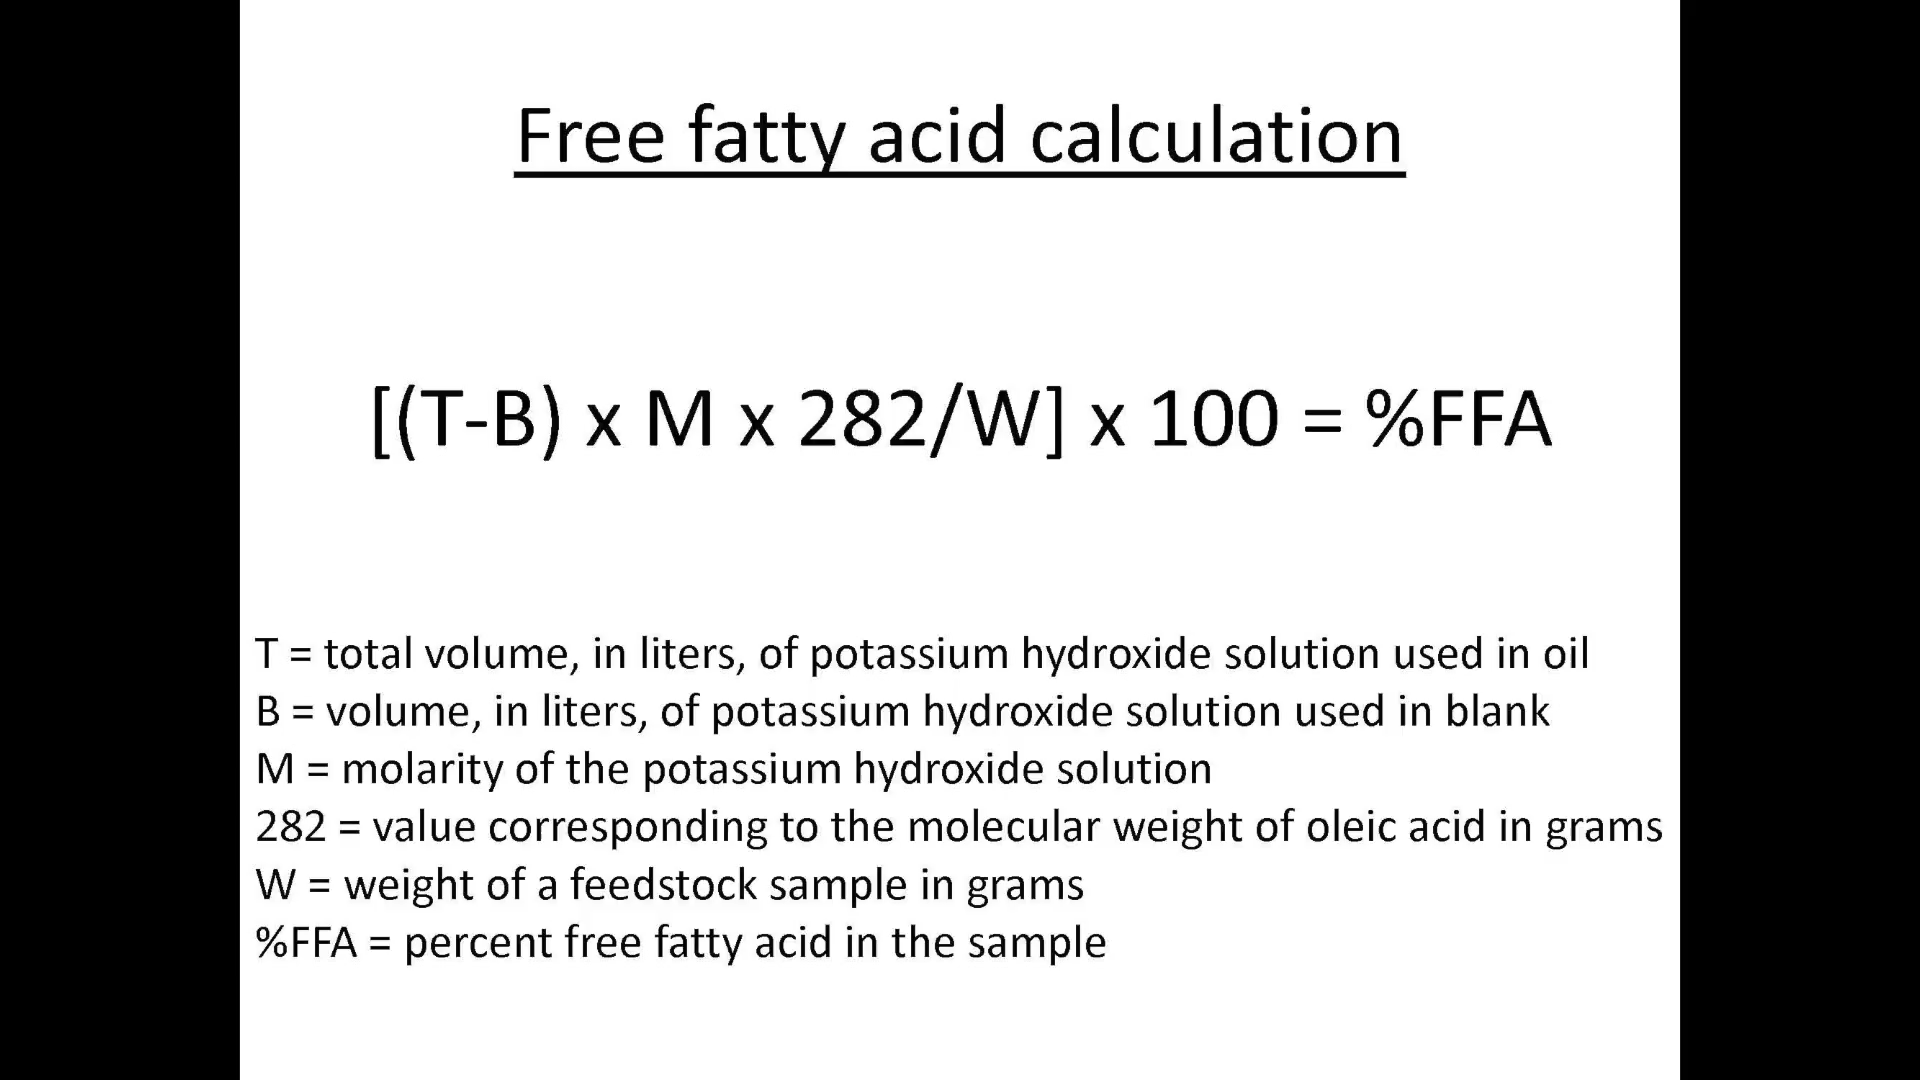 Free fatty acid calculation
[(T-B) x M x 282/W] x 100 = %FFA
T = total volume, in liters, of potassium hydroxide solution used in oil
B = volume, in liters, of potassium hydroxide solution used in blank
M = molarity of the potassium hydroxide solution
282 = value corresponding to the molecular weight of oleic acid in grams
W = weight of a feedstock sample in grams
%FFA = percent free fatty acid in the sample